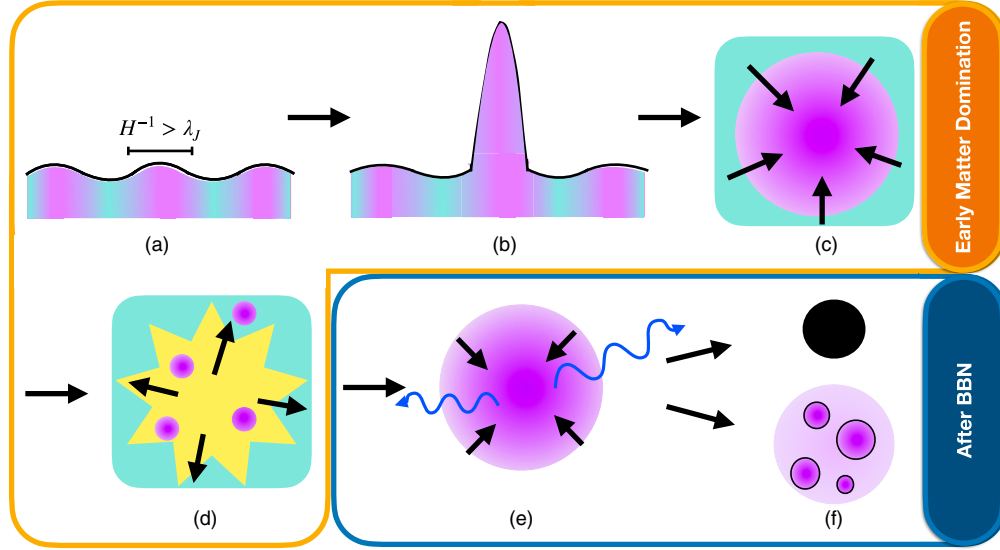 H⁻¹ > λ_J
(a)
(b)
(c)
Early Matter Domination
(d)
(e)
(f)
After BBN